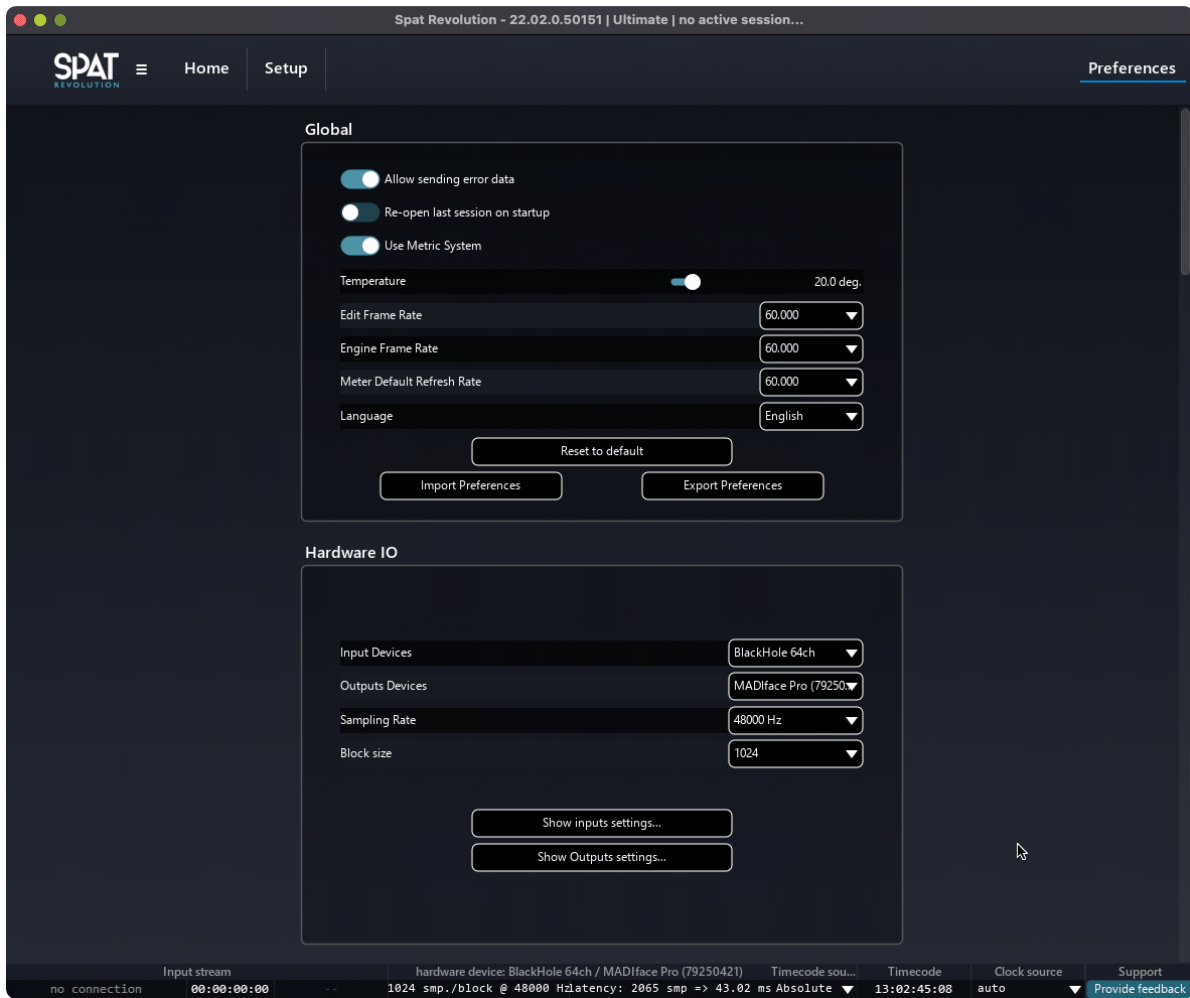 Spat Revolution - 22.02.0.50151 | Ultimate | no active session...
SPAT
REVOLUTION
Home
Setup
Preferences
Global
Allow sending error data
Re-open last session on startup
Use Metric System
Temperature 20.0 deg.
Edit Frame Rate 60.000
Engine Frame Rate 60.000
Meter Default Refresh Rate 60.000
Language English
Reset to default
Import Preferences Export Preferences
Hardware IO
Input Devices BlackHole 64ch
Outputs Devices MADIface Pro (79250...
Sampling Rate 48000 Hz
Block size 1024
Show inputs settings...
Show Outputs settings...
Input stream hardware device: BlackHole 64ch / MADIface Pro (79250421) Timecode sou... Timecode Clock source Support
no connection 00:00:00:00 -- 1024 smp./block @ 48000 Hz latency: 2065 smp => 43.02 ms Absolute 13:02:45:08 auto Provide feedback